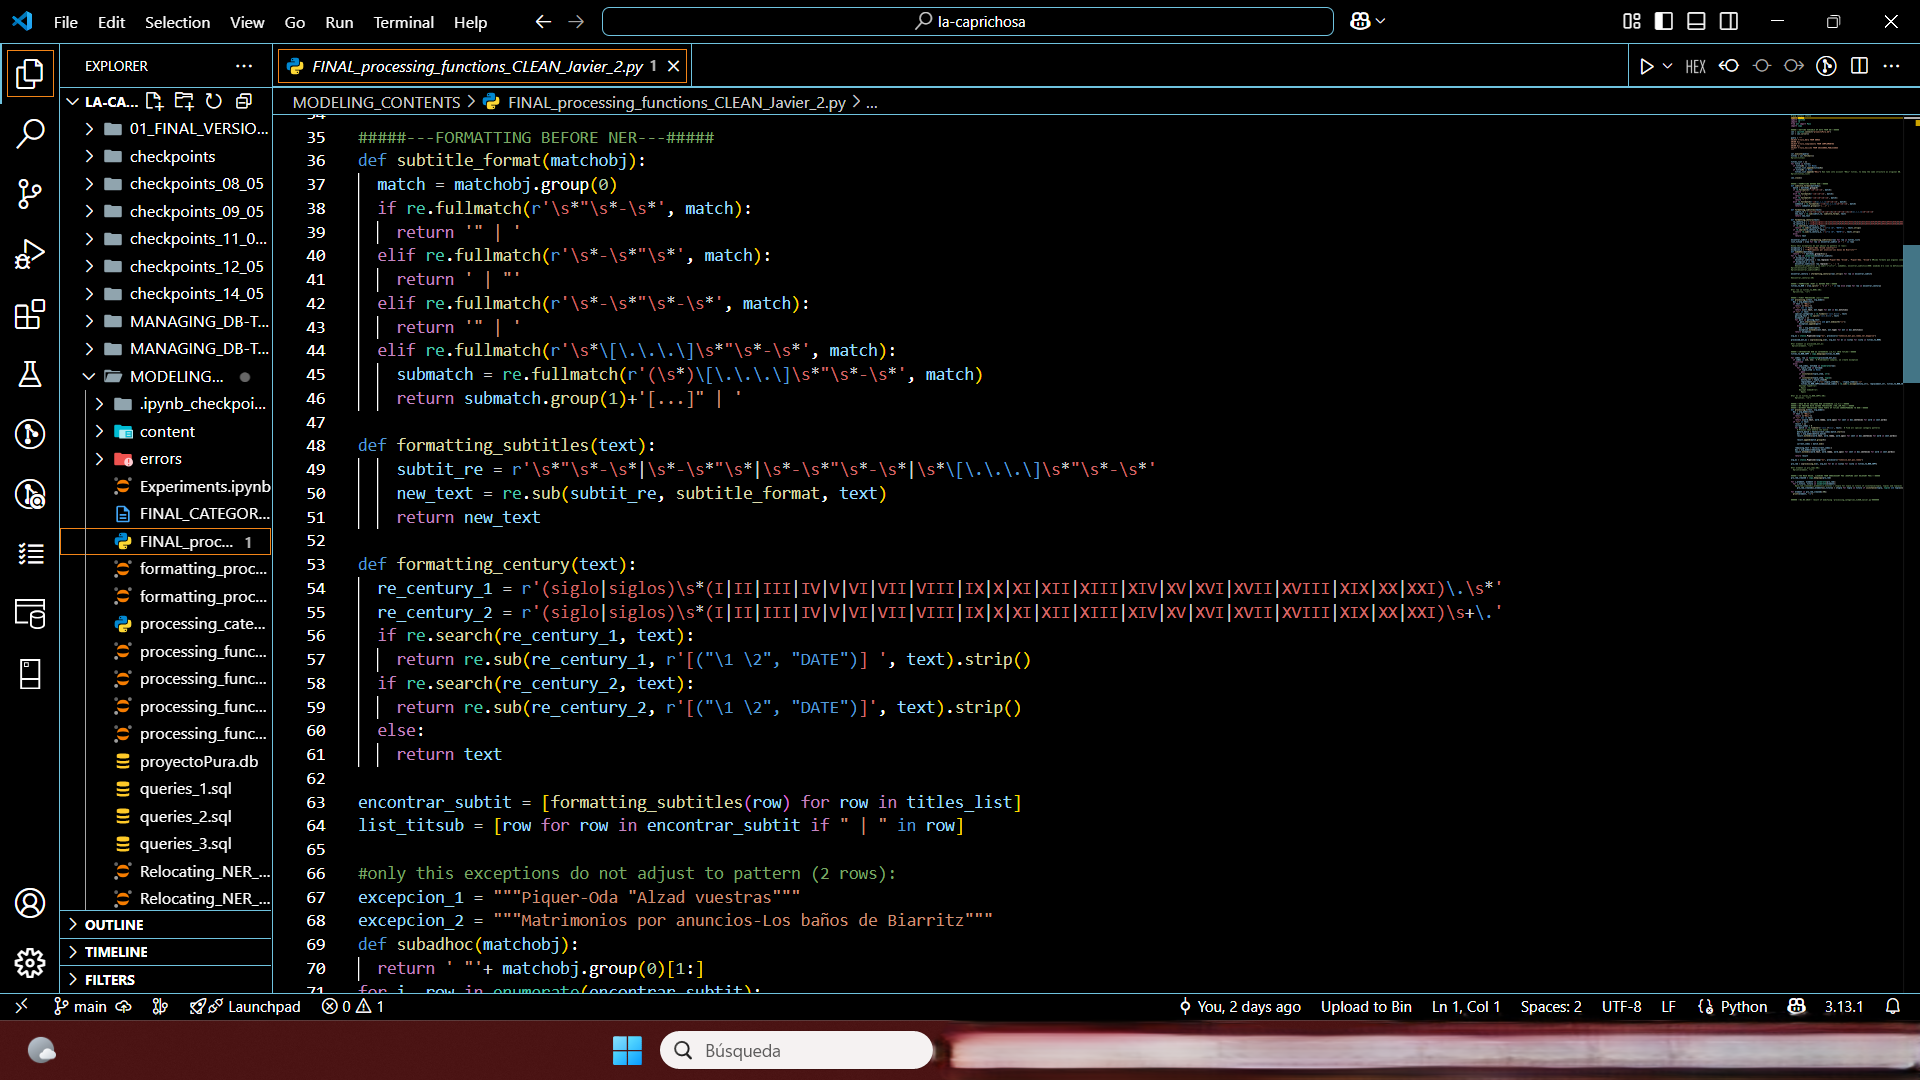 File Edit Selection View Go Run Terminal Help
la-caprichosa
EXPLORER
LA-CA...
01_FINAL_VERSIO...
checkpoints
checkpoints_08_05
checkpoints_09_05
checkpoints_11_0...
checkpoints_12_05
checkpoints_14_05
MANAGING_DB-T...
MANAGING_DB-T...
MODELING...
.ipynb_checkpoi...
content
errors
Experiments.ipynb
FINAL_CATEGOR...
FINAL_proc... 1
formatting_proc...
formatting_proc...
processing_cate...
processing_func...
processing_func...
processing_func...
processing_func...
proyectoPura.db
queries_1.sql
queries_2.sql
queries_3.sql
Relocating_NER_...
Relocating_NER_...
OUTLINE
TIMELINE
FILTERS
FINAL_processing_functions_CLEAN_Javier_2.py 1
HEX
MODELING_CONTENTS > FINAL_processing_functions_CLEAN_Javier_2.py > ...
34
35 #####---FORMATTING BEFORE NER---#####
36 def subtitle_format(matchobj):
37 match = matchobj.group(0)
38 if re.fullmatch(r'\s*"\s*-\s*', match):
39 return '" | '
40 elif re.fullmatch(r'\s*-\s*"\s*', match):
41 return ' | "'
42 elif re.fullmatch(r'\s*-\s*"\s*-\s*', match):
43 return '" | '
44 elif re.fullmatch(r'\s*\[\.\.\.\]\s*"\s*-\s*', match):
45 submatch = re.fullmatch(r'(\s*)\[\.\.\.\]\s*"\s*-\s*', match)
46 return submatch.group(1)+'[...]" | '
47
48 def formatting_subtitles(text):
49 subtit_re = r'\s*"\s*-\s*|\s*-\s*"\s*|\s*-\s*"\s*-\s*|\s*\[\.\.\.\]\s*"\s*-\s*'
50 new_text = re.sub(subtit_re, subtitle_format, text)
51 return new_text
52
53 def formatting_century(text):
54 re_century_1 = r'(siglo|siglos)\s*(I|II|III|IV|V|VI|VII|VIII|IX|X|XI|XII|XIII|XIV|XV|XVI|XVII|XVIII|XIX|XX|XXI)\.\s*'
55 re_century_2 = r'(siglo|siglos)\s*(I|II|III|IV|V|VI|VII|VIII|IX|X|XI|XII|XIII|XIV|XV|XVI|XVII|XVIII|XIX|XX|XXI)\s+\.'
56 if re.search(re_century_1, text):
57 return re.sub(re_century_1, r'[("\1 \2", "DATE")] ', text).strip()
58 if re.search(re_century_2, text):
59 return re.sub(re_century_2, r'[("\1 \2", "DATE")]', text).strip()
60 else:
61 return text
62
63 encontrar_subtit = [formatting_subtitles(row) for row in titles_list]
64 list_titsub = [row for row in encontrar_subtit if " | " in row]
65
66 #only this exceptions do not adjust to pattern (2 rows):
67 excepcion_1 = """Piquer-Oda "Alzad vuestras"""
68 excepcion_2 = """Matrimonios por anuncios-Los baños de Biarritz"""
69 def subadhoc(matchobj):
70 return ' "'+ matchobj.group(0)[1:]
71 for i, row in enumerate(encontrar_subtit):
main Launchpad 0 1 You, 2 days ago Upload to Bin Ln 1, Col 1 Spaces: 2 UTF-8 LF Python 3.13.1
Búsqueda